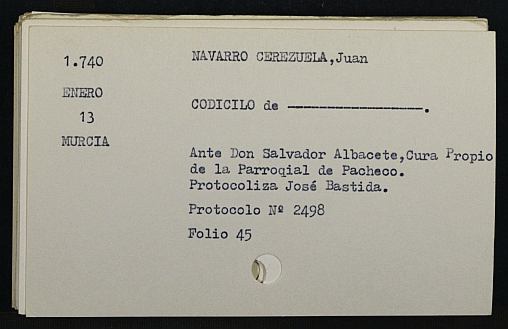 1.740
NAVARRO CEREZUELA,Juan
ENERO
13
MURCIA
CODICILO de ------------------.
Ante Don Salvador Albacete,Cura Propio
de la Parroqial de Pacheco.
Protocoliza José Bastida.
Protocolo Nº 2498
Folio 45